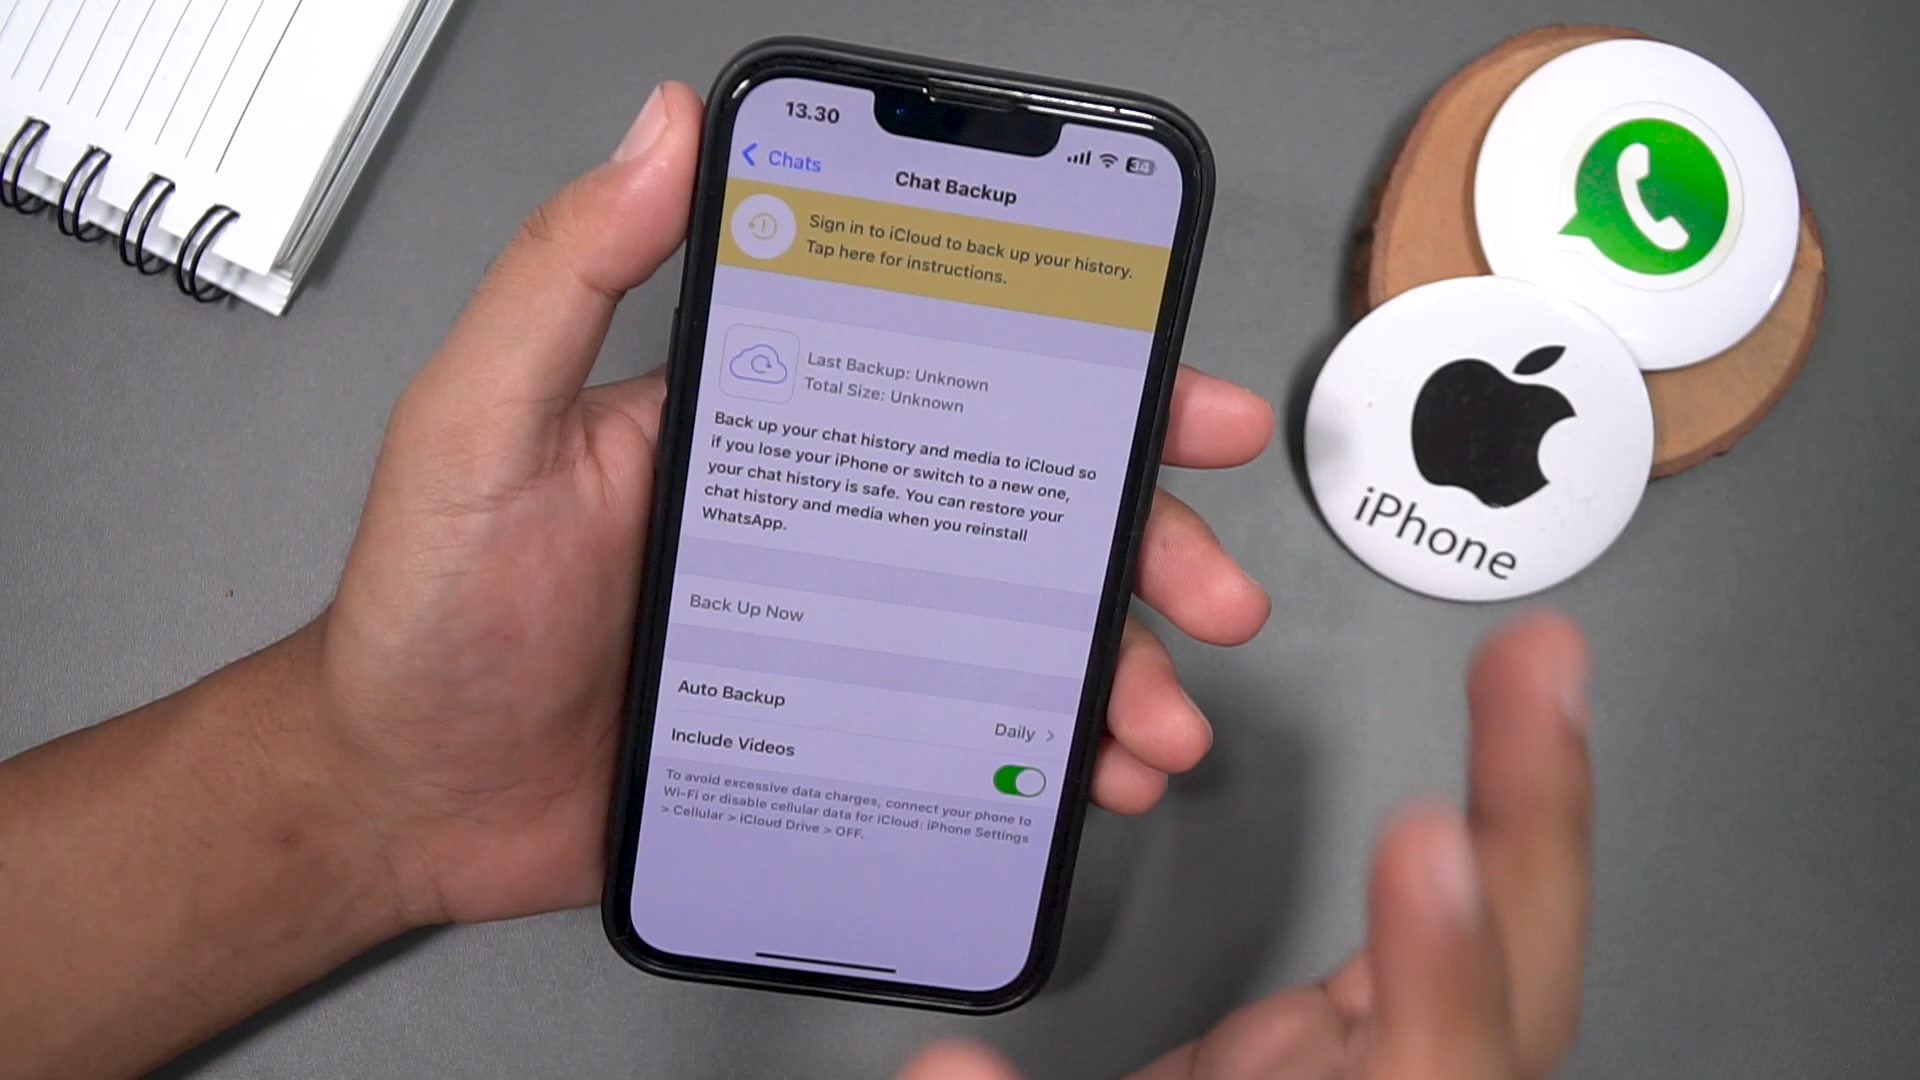 13.30
34
Chats
Chat Backup
Sign in to iCloud to back up your history.
Tap here for instructions.
Last Backup: Unknown
Total Size: Unknown
Back up your chat history and media to iCloud so
if you lose your iPhone or switch to a new one,
your chat history is safe. You can restore your
chat history and media when you reinstall
WhatsApp.
Back Up Now
Auto Backup
Daily
Include Videos
To avoid excessive data charges, connect your phone to
Wi-Fi or disable cellular data for iCloud: iPhone Settings
> Cellular > iCloud Drive > OFF.
iPhone